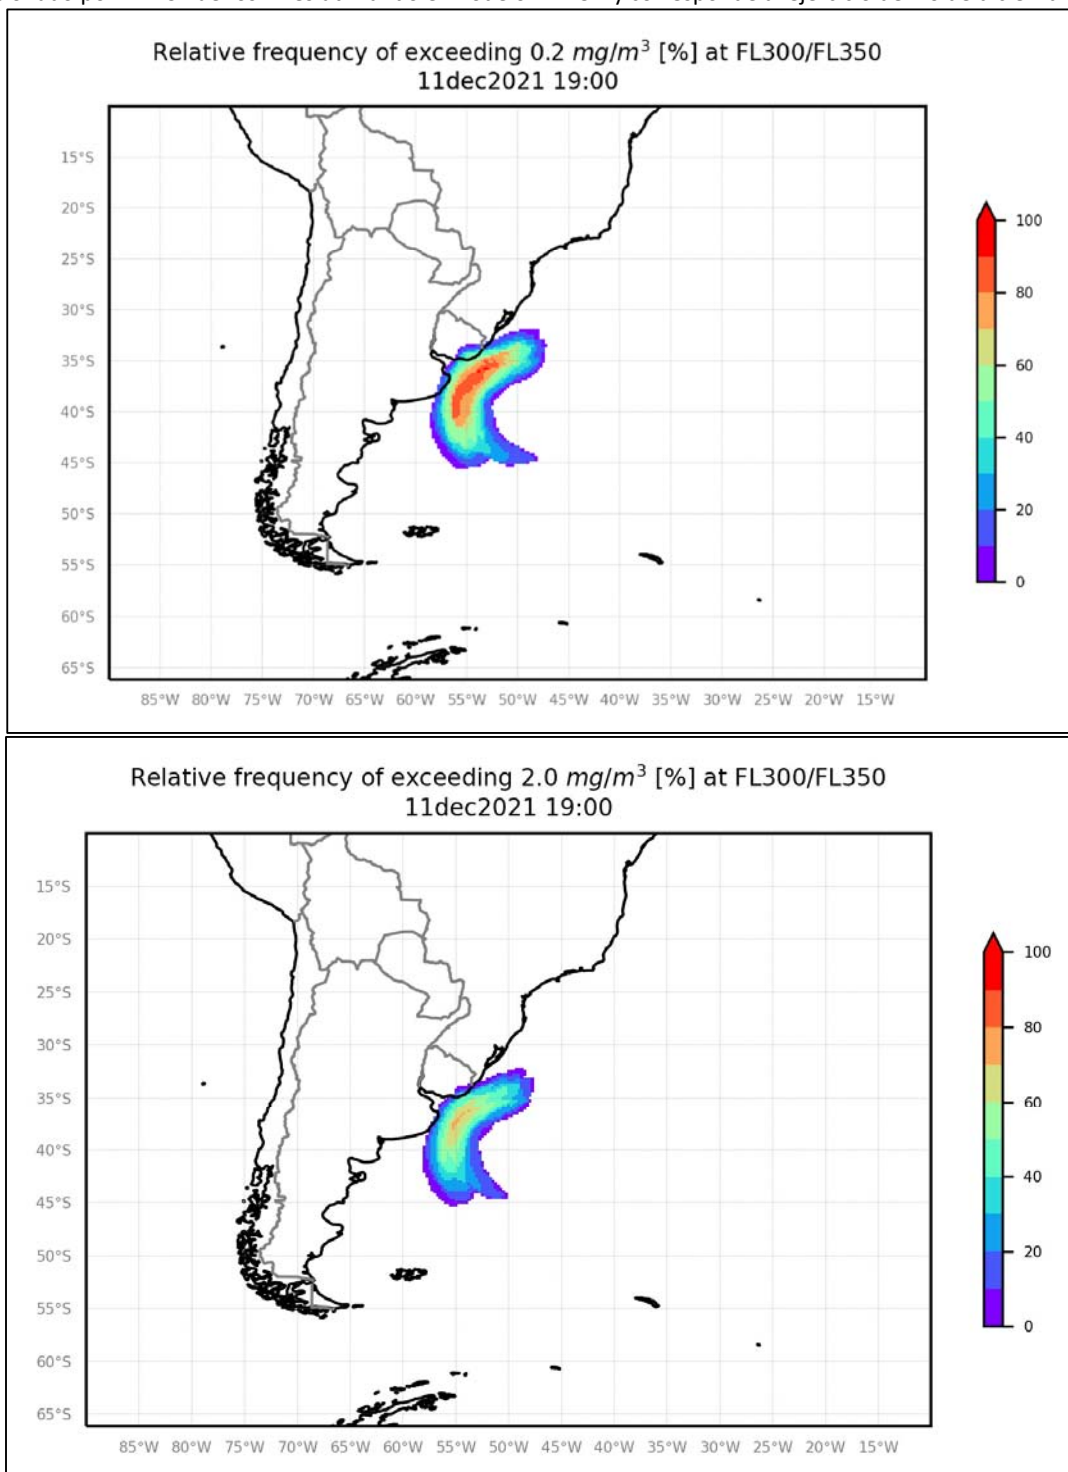 Relative frequency of exceeding 0.2 mg/m³ [%] at FL300/FL350
11dec2021 19:00
15°S
20°S
25°S
30°S
35°S
40°S
45°S
50°S
55°S
60°S
65°S
85°W 80°W 75°W 70°W 65°W 60°W 55°W 50°W 45°W 40°W 35°W 30°W 25°W 20°W 15°W
100
80
60
40
20
0
Relative frequency of exceeding 2.0 mg/m³ [%] at FL300/FL350
11dec2021 19:00
15°S
20°S
25°S
30°S
35°S
40°S
45°S
50°S
55°S
60°S
65°S
85°W 80°W 75°W 70°W 65°W 60°W 55°W 50°W 45°W 40°W 35°W 30°W 25°W 20°W 15°W
100
80
60
40
20
0